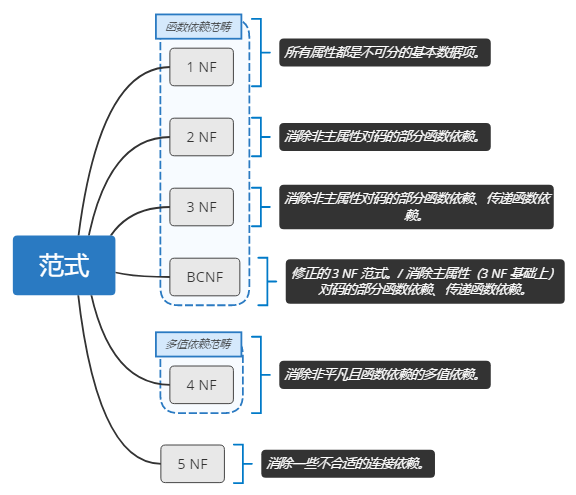 函数依赖范畴
所有属性都是不可分的基本数据项。
1 NF
2 NF
消除非主属性对码的部分函数依赖。
3 NF
消除非主属性对码的部分函数依赖、传递函数依
赖。
范式
BCNF
修正的 3 NF 范式。/ 消除主属性（3 NF 基础上）
对码的部分函数依赖、传递函数依赖。
多值依赖范畴
4 NF
消除非平凡且函数依赖的多值依赖。
5 NF
消除一些不合适的连接依赖。